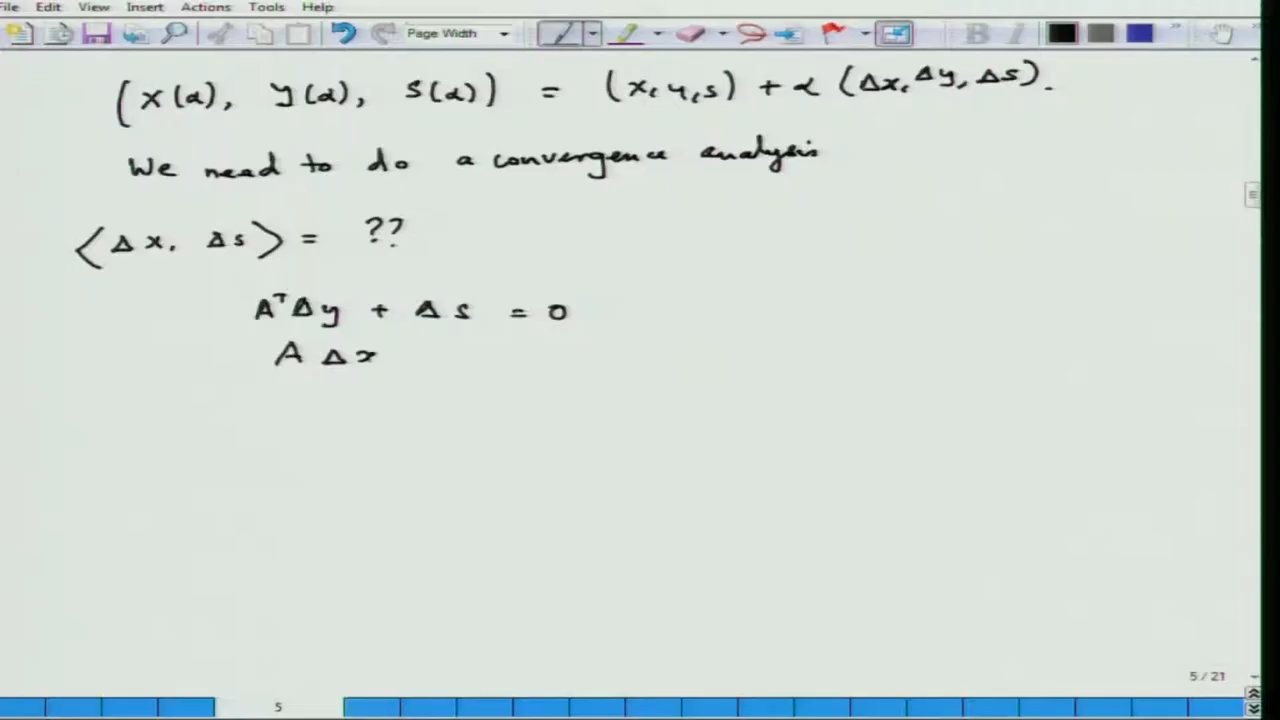 File Edit View Insert Actions Tools Help
Page Width
(x(α), y(α), s(α)) = (x, y, s) + α (Δx, Δy, Δs).
We need to do a convergence analysis
⟨Δx, Δs⟩ = ??
AᵀΔy + Δs = 0
A Δx
5 / 21
5